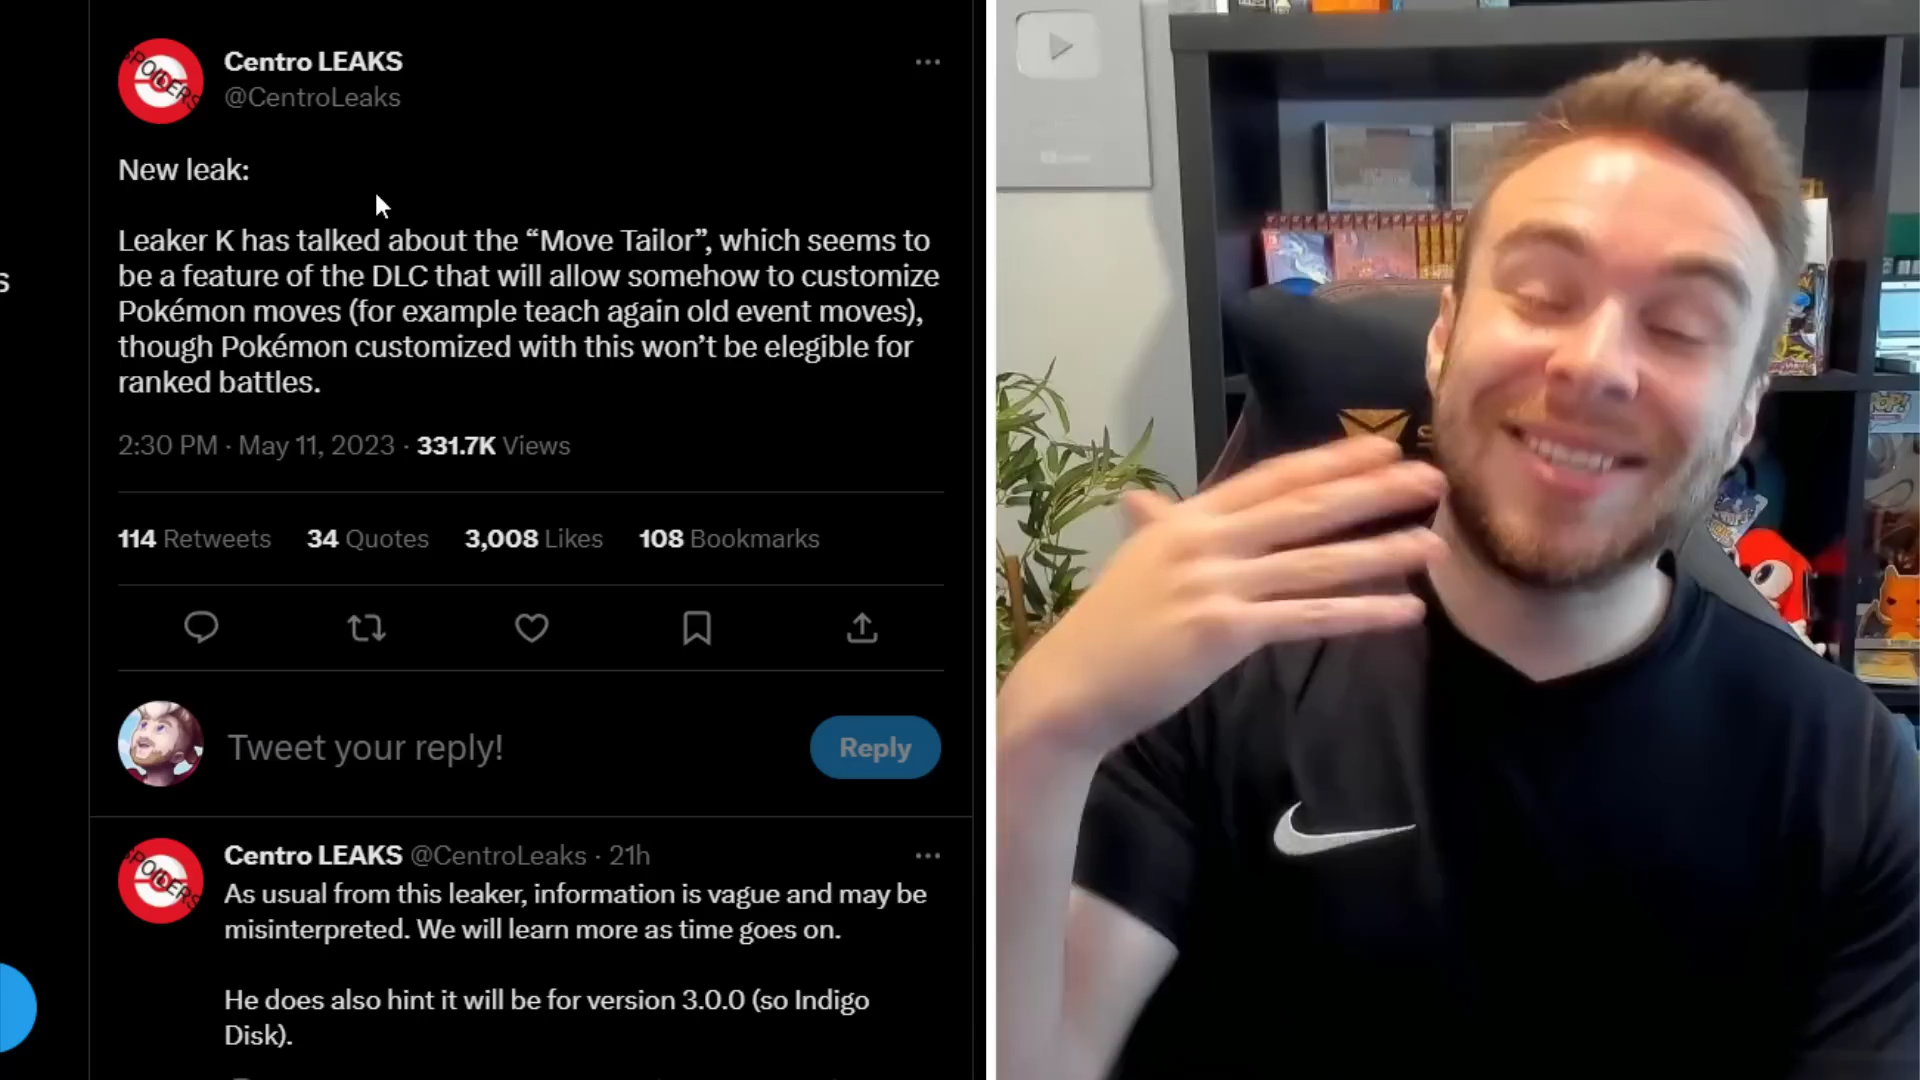 Centro LEAKS
@CentroLeaks
SPOILERS
New leak:
Leaker K has talked about the “Move Tailor”, which seems to
be a feature of the DLC that will allow somehow to customize
Pokémon moves (for example teach again old event moves),
though Pokémon customized with this won’t be elegible for
ranked battles.
2:30 PM · May 11, 2023 · 331.7K Views
114 Retweets 34 Quotes 3,008 Likes 108 Bookmarks
Tweet your reply!
Reply
Centro LEAKS @CentroLeaks · 21h
SPOILERS
As usual from this leaker, information is vague and may be
misinterpreted. We will learn more as time goes on.
He does also hint it will be for version 3.0.0 (so Indigo
Disk).
s
S
POP!